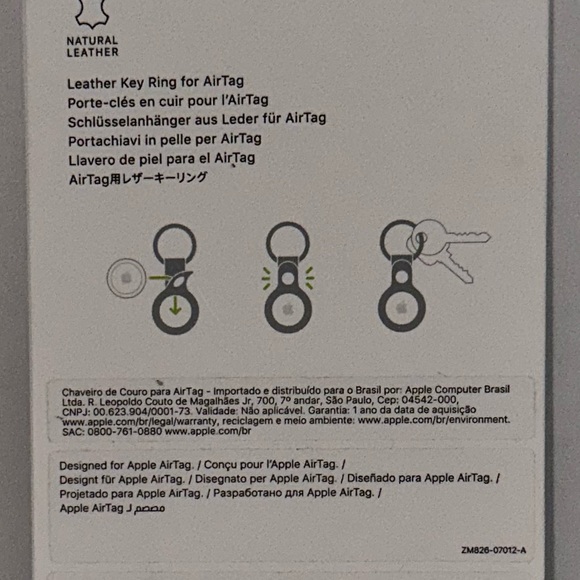 NATURAL
LEATHER
Leather Key Ring for AirTag
Porte-clés en cuir pour l'AirTag
Schlüsselanhänger aus Leder für AirTag
Portachiavi in pelle per AirTag
Llavero de piel para el AirTag
AirTag用レザーキーリング
Chaveiro de Couro para AirTag – Importado e distribuído para o Brasil por: Apple Computer Brasil
Ltda. R. Leopoldo Couto de Magalhães Jr, 700, 7º andar, São Paulo, Cep: 04542-000,
CNPJ: 00.623.904/0001-73. Validade: Não aplicável. Garantia: 1 ano da data de aquisição
www.apple.com/br/legal/warranty, reciclagem e meio ambiente: www.apple.com/br/environment.
SAC: 0800-761-0880 www.apple.com/br
Designed for Apple AirTag. / Conçu pour l'Apple AirTag. /
Designt für Apple AirTag. / Disegnato per Apple AirTag. / Diseñado para Apple AirTag. /
Projetado para Apple AirTag. / Разработано для Apple AirTag. /
Apple AirTag مصمم لـ
ZM826-07012-A